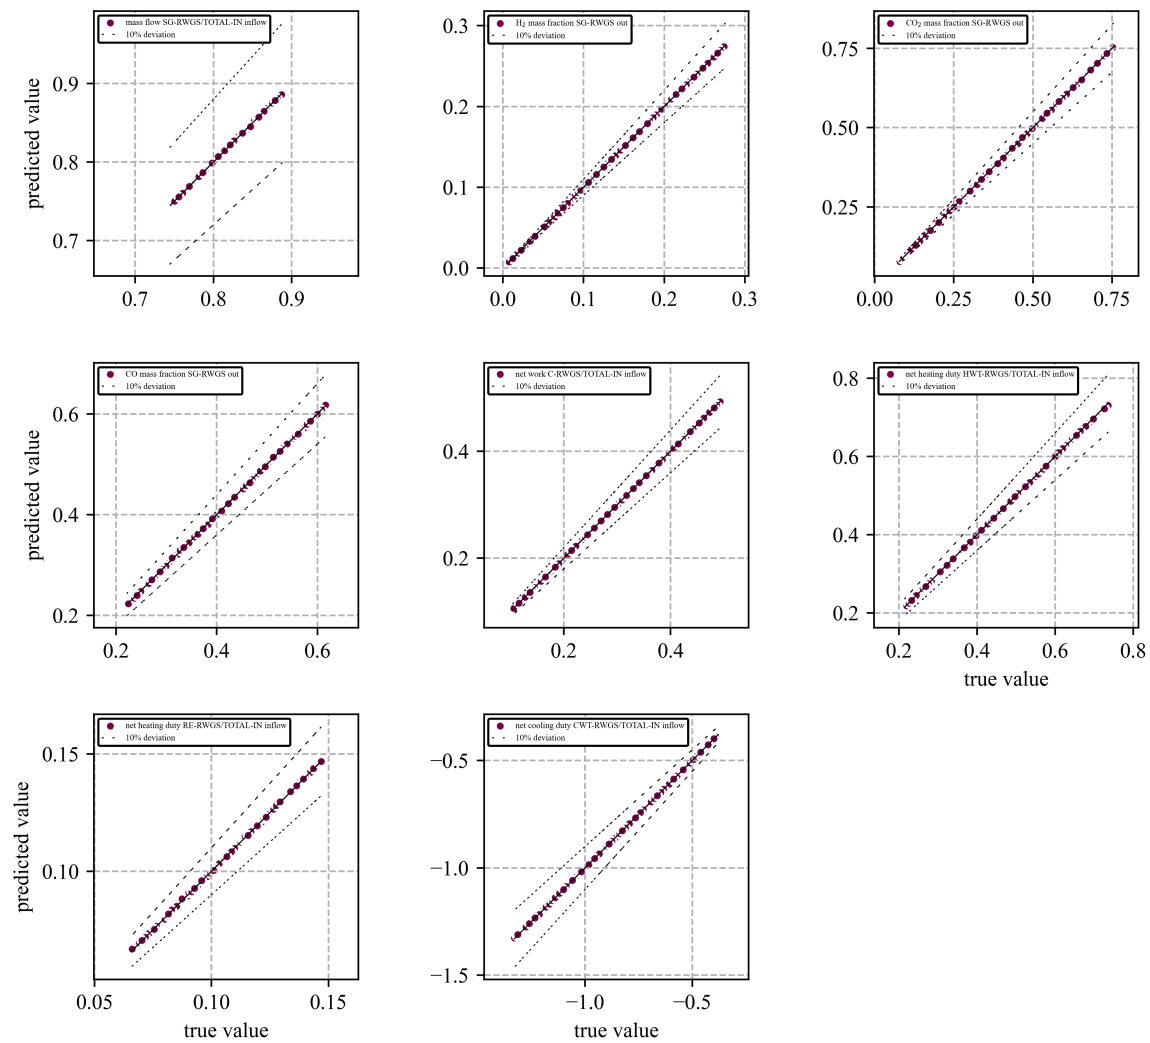 mass flow SG-RWGS/TOTAL-IN inflow
10% deviation
predicted value
0.9
0.8
0.7
0.7 0.8 0.9
H₂ mass fraction SG-RWGS out
10% deviation
0.3
0.2
0.1
0.0
0.0 0.1 0.2 0.3
CO₂ mass fraction SG-RWGS out
10% deviation
0.75
0.50
0.25
0.00 0.25 0.50 0.75
CO mass fraction SG-RWGS out
10% deviation
predicted value
0.6
0.4
0.2
0.2 0.4 0.6
net work C-RWGS/TOTAL-IN inflow
10% deviation
0.4
0.2
0.2 0.4
net heating duty HWT-RWGS/TOTAL-IN inflow
10% deviation
0.8
0.6
0.4
0.2
0.2 0.4 0.6 0.8
true value
net heating duty RE-RWGS/TOTAL-IN inflow
10% deviation
predicted value
0.15
0.10
0.05 0.10 0.15
true value
net cooling duty CWT-RWGS/TOTAL-IN inflow
10% deviation
−0.5
−1.0
−1.5
−1.0 −0.5
true value